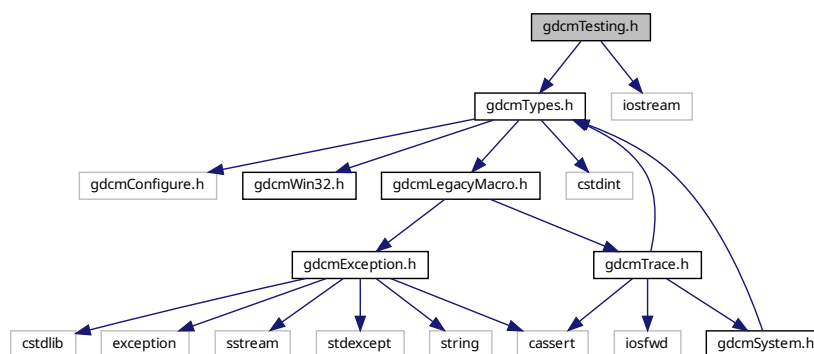 gdcmTesting.h
gdcmTypes.h
iostream
gdcmConfigure.h
gdcmWin32.h
gdcmLegacyMacro.h
cstdint
gdcmException.h
gdcmTrace.h
cstdlib
exception
sstream
stdexcept
string
cassert
iosfwd
gdcmSystem.h